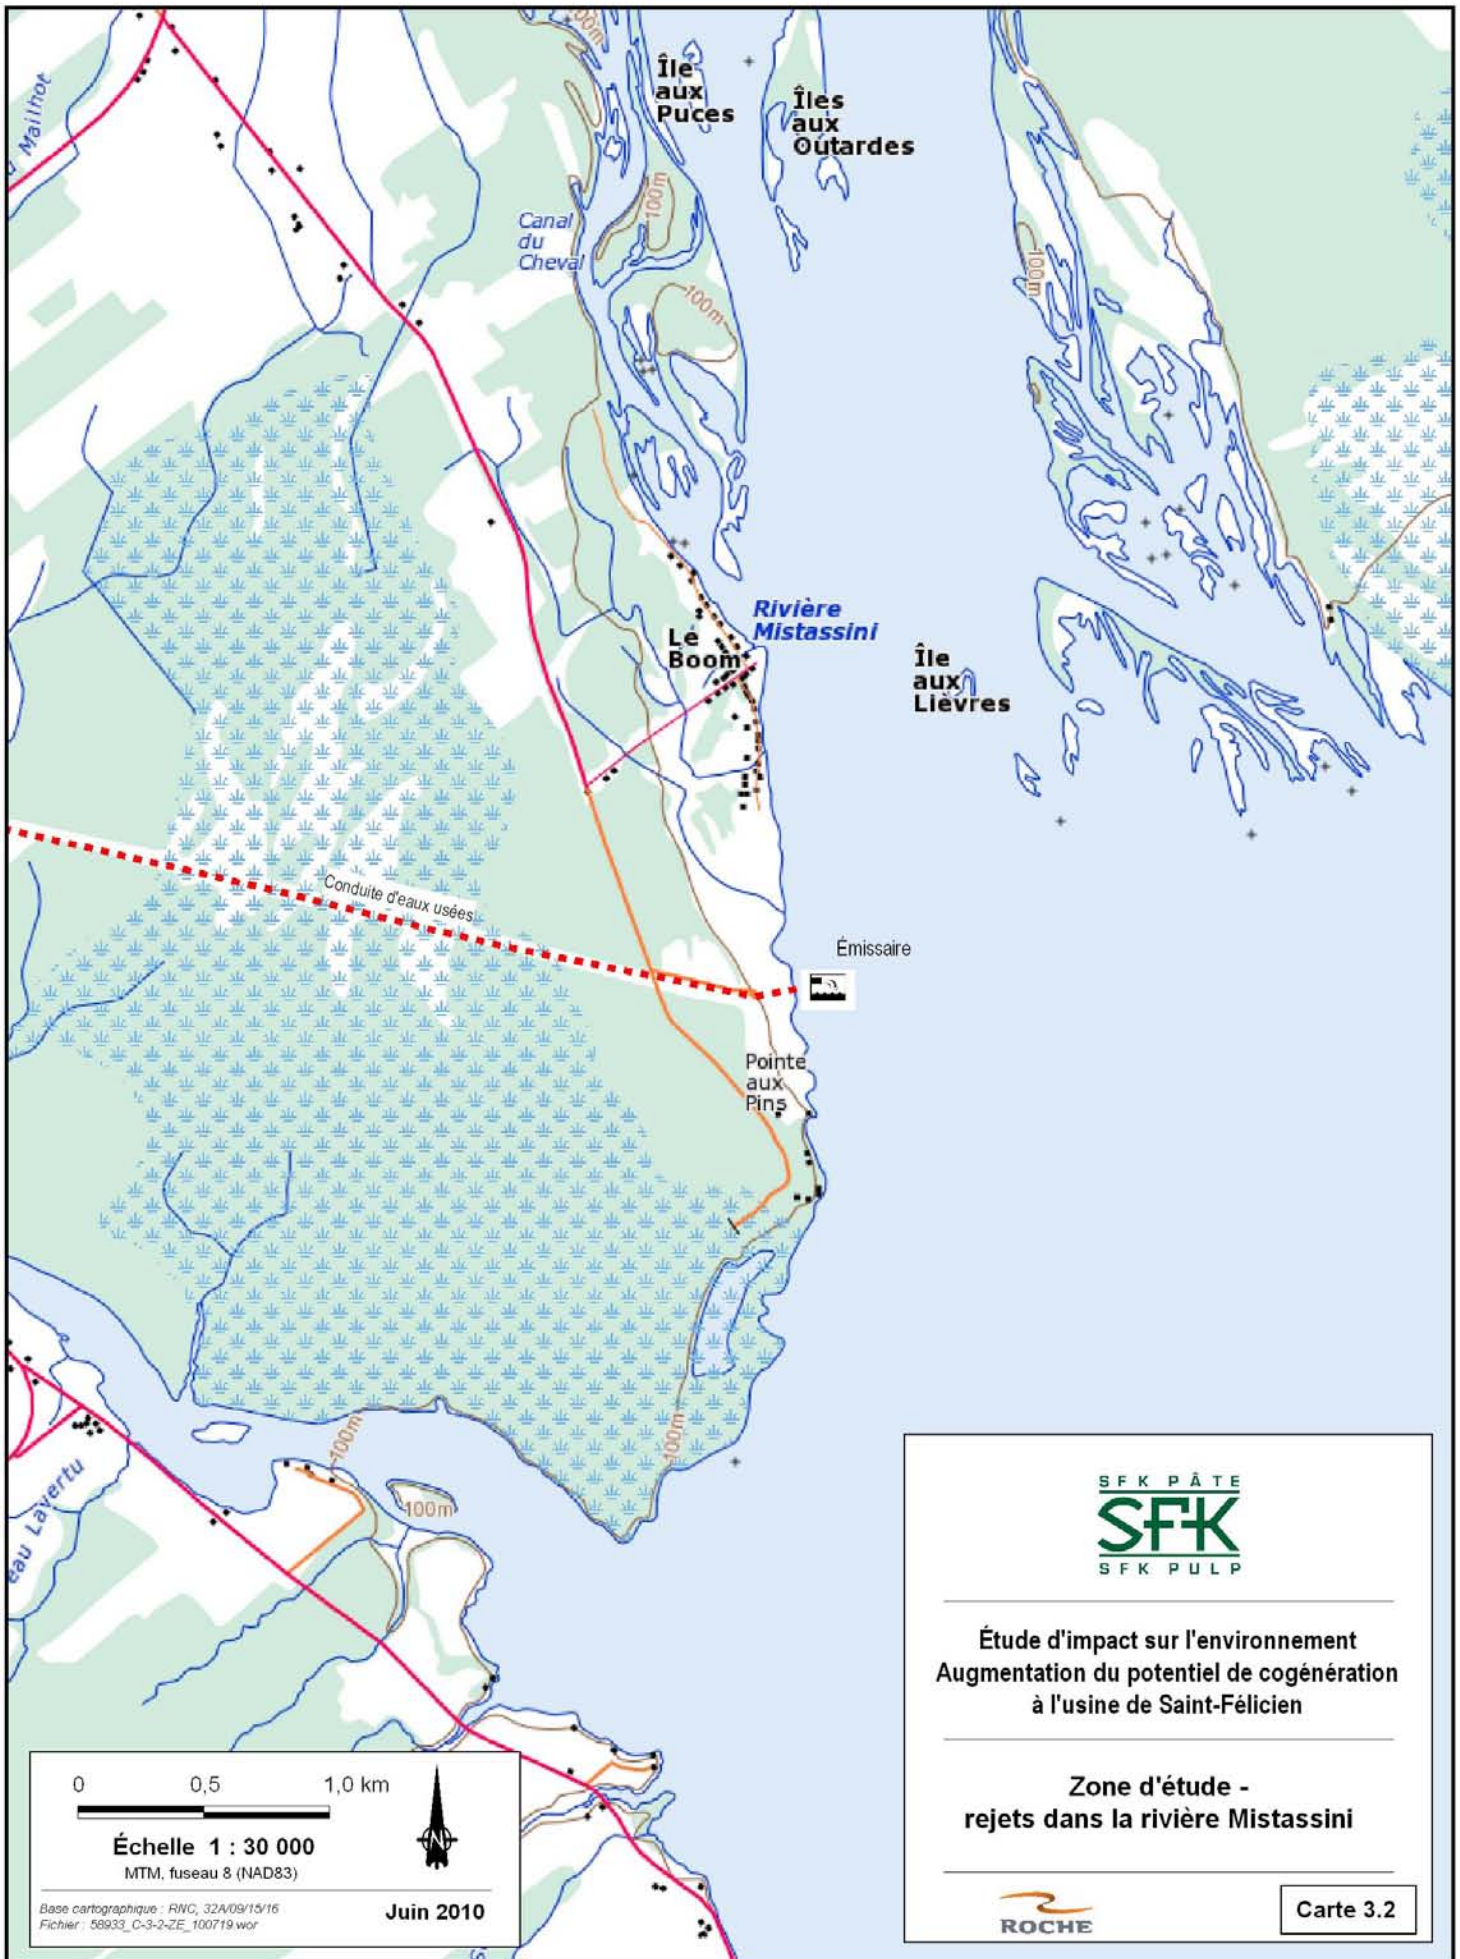 100m
Île
aux
Puces
Îles
aux
Outardes
Mailhot
100m
Canal
du
Cheval
100m
100m
Rivière
Mistassini
Le
Boom
Île
aux
Lièvres
Conduite d'eaux usées
Émissaire
Pointe
aux
Pins
100m
100m
100m
eau Lavertu
SFK PÂTE
SFK
SFK PULP
Étude d'impact sur l'environnement
Augmentation du potentiel de cogénération
à l'usine de Saint-Félicien
Zone d'étude -
rejets dans la rivière Mistassini
ROCHE
Carte 3.2
0 0,5 1,0 km
N
Échelle 1 : 30 000
MTM, fuseau 8 (NAD83)
Base cartographique : RNC, 32A/09/15/16
Fichier : 58933_C-3-2-ZE_100719.wor
Juin 2010